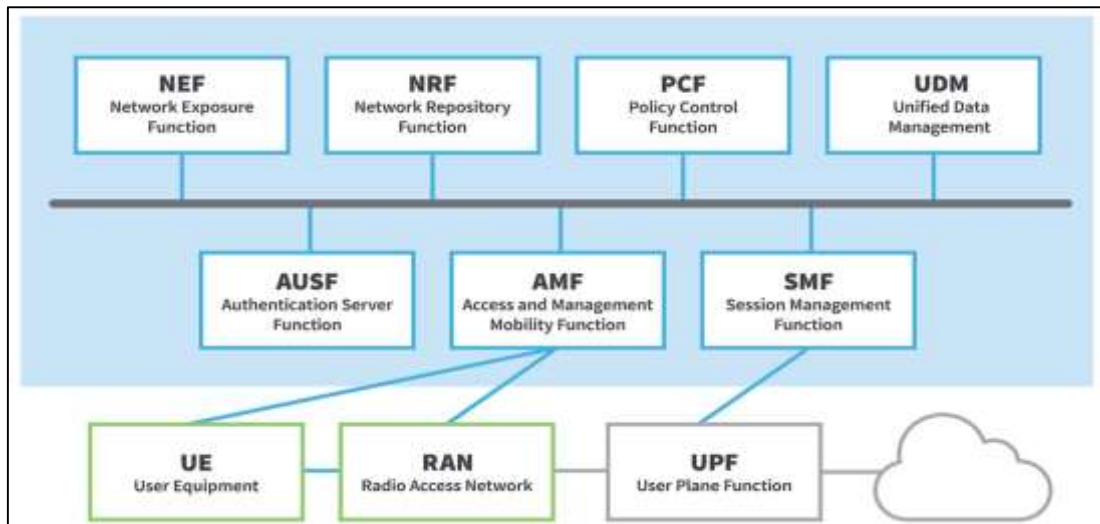 NEF
Network Exposure
Function
NRF
Network Repository
Function
PCF
Policy Control
Function
UDM
Unified Data
Management
AUSF
Authentication Server
Function
AMF
Access and Management
Mobility Function
SMF
Session Management
Function
UE
User Equipment
RAN
Radio Access Network
UPF
User Plane Function